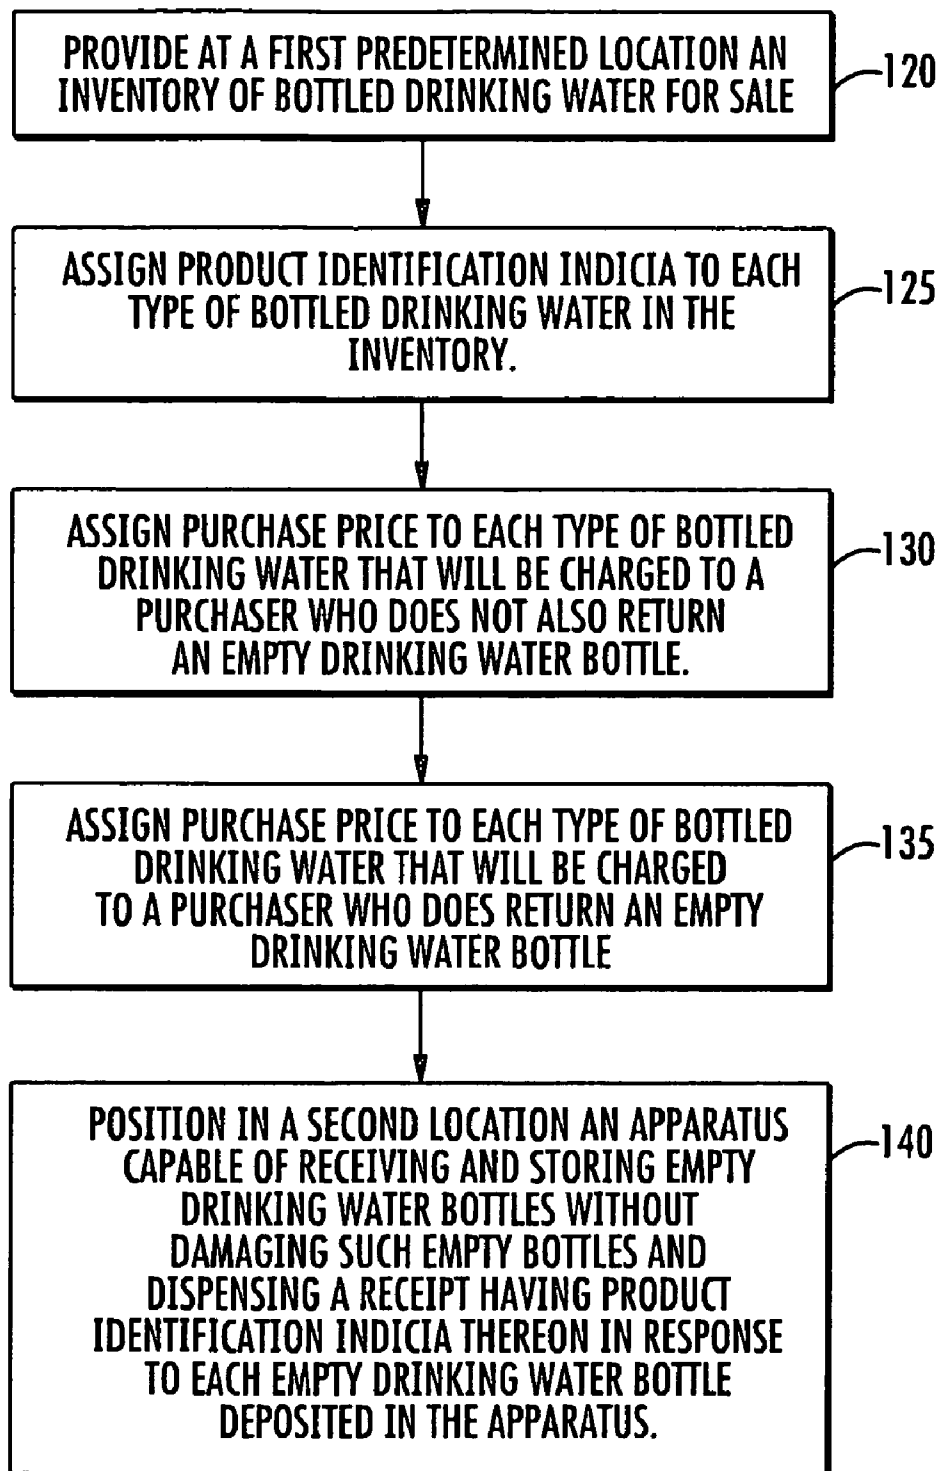 PROVIDE AT A FIRST PREDETERMINED LOCATION AN
INVENTORY OF BOTTLED DRINKING WATER FOR SALE
120
ASSIGN PRODUCT IDENTIFICATION INDICIA TO EACH
TYPE OF BOTTLED DRINKING WATER IN THE
INVENTORY.
125
ASSIGN PURCHASE PRICE TO EACH TYPE OF BOTTLED
DRINKING WATER THAT WILL BE CHARGED TO A
PURCHASER WHO DOES NOT ALSO RETURN
AN EMPTY DRINKING WATER BOTTLE.
130
ASSIGN PURCHASE PRICE TO EACH TYPE OF BOTTLED
DRINKING WATER THAT WILL BE CHARGED
TO A PURCHASER WHO DOES RETURN AN EMPTY
DRINKING WATER BOTTLE
135
POSITION IN A SECOND LOCATION AN APPARATUS
CAPABLE OF RECEIVING AND STORING EMPTY
DRINKING WATER BOTTLES WITHOUT
DAMAGING SUCH EMPTY BOTTLES AND
DISPENSING A RECEIPT HAVING PRODUCT
IDENTIFICATION INDICIA THEREON IN RESPONSE
TO EACH EMPTY DRINKING WATER BOTTLE
DEPOSITED IN THE APPARATUS.
140